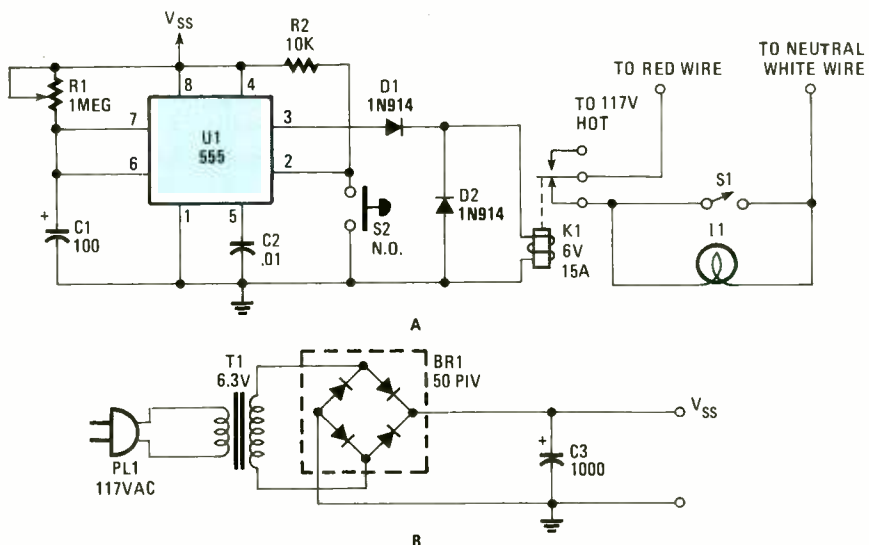 VSS
R2
10K
TO NEUTRAL
WHITE WIRE
TO RED WIRE
R1
1MEG
8
4
D1
1N914
7
3
TO 117V
HOT
U1
555
6
2
S1
D2
1N914
+
C1
100
1
5
C2
.01
S2
N.O.
K1
6V
15A
I1
A
T1
6.3V
BR1
50 PIV
VSS
+
C3
1000
PL1
117VAC
B